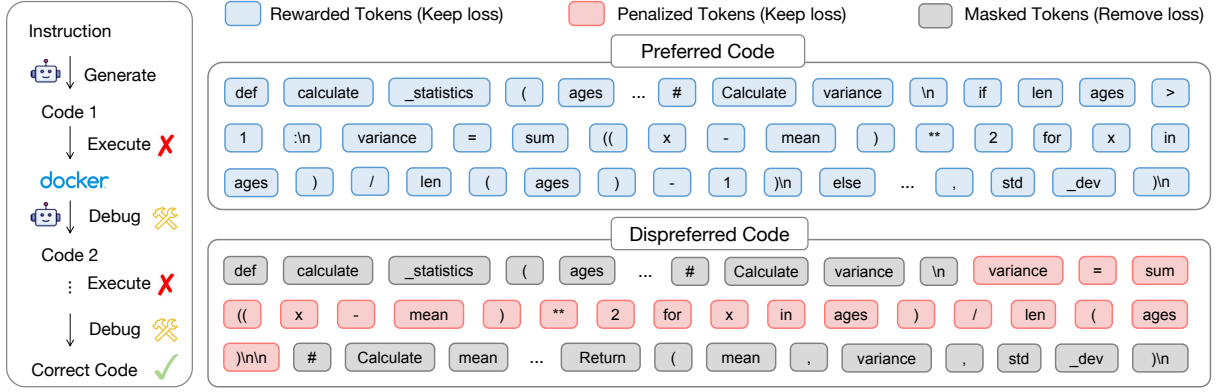 Rewarded Tokens (Keep loss) Penalized Tokens (Keep loss) Masked Tokens (Remove loss)
Instruction
Generate
Code 1
Execute
docker
Debug
Code 2
Execute
Debug
Correct Code
Preferred Code
def calculate _statistics ( ages ... # Calculate variance \n if len ages >
1 :\n variance = sum (( x - mean ) ** 2 for x in
ages ) / len ( ages ) - 1 )\n else ... , std _dev )\n
Dispreferred Code
def calculate _statistics ( ages ... # Calculate variance \n variance = sum
(( x - mean ) ** 2 for x in ages ) / len ( ages
)\n\n # Calculate mean ... Return ( mean , variance , std _dev )\n